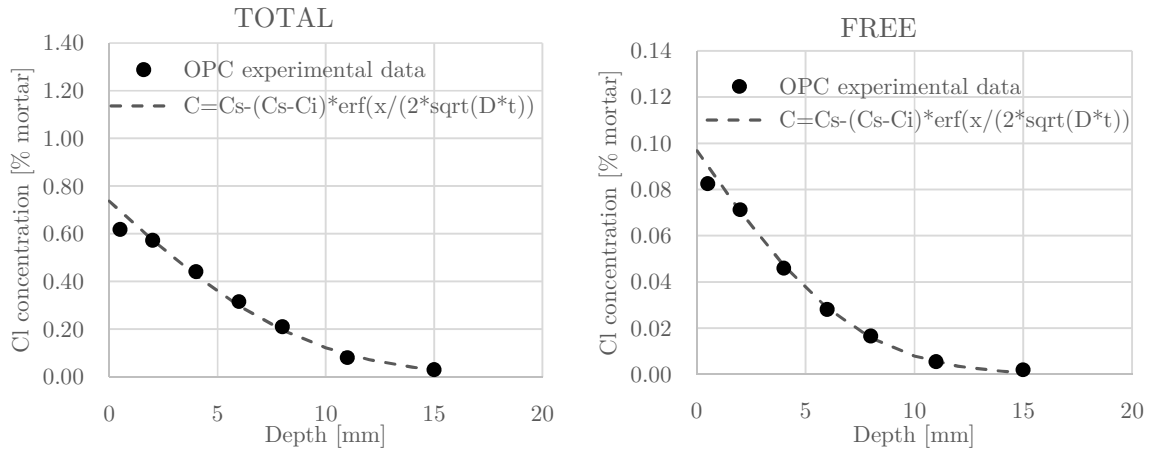 TOTAL
1.40
1.20
1.00
0.80
0.60
0.40
0.20
0.00
Cl concentration [% mortar]
OPC experimental data
C=Cs-(Cs-Ci)*erf(x/(2*sqrt(D*t))
0 5 10 15 20
Depth [mm]
FREE
0.14
0.12
0.10
0.08
0.06
0.04
0.02
0.00
Cl concentration [% mortar]
OPC experimental data
C=Cs-(Cs-Ci)*erf(x/(2*sqrt(D*t))
0 5 10 15 20
Depth [mm]